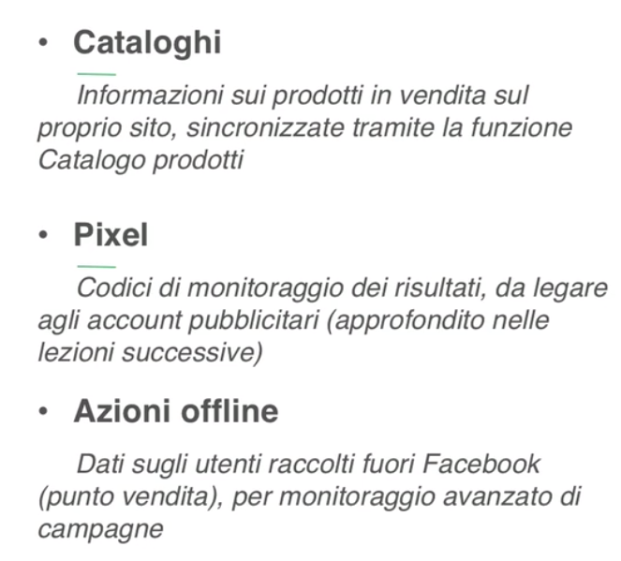 • Cataloghi
Informazioni sui prodotti in vendita sul
proprio sito, sincronizzate tramite la funzione
Catalogo prodotti
• Pixel
Codici di monitoraggio dei risultati, da legare
agli account pubblicitari (approfondito nelle
lezioni successive)
• Azioni offline
Dati sugli utenti raccolti fuori Facebook
(punto vendita), per monitoraggio avanzato di
campagne